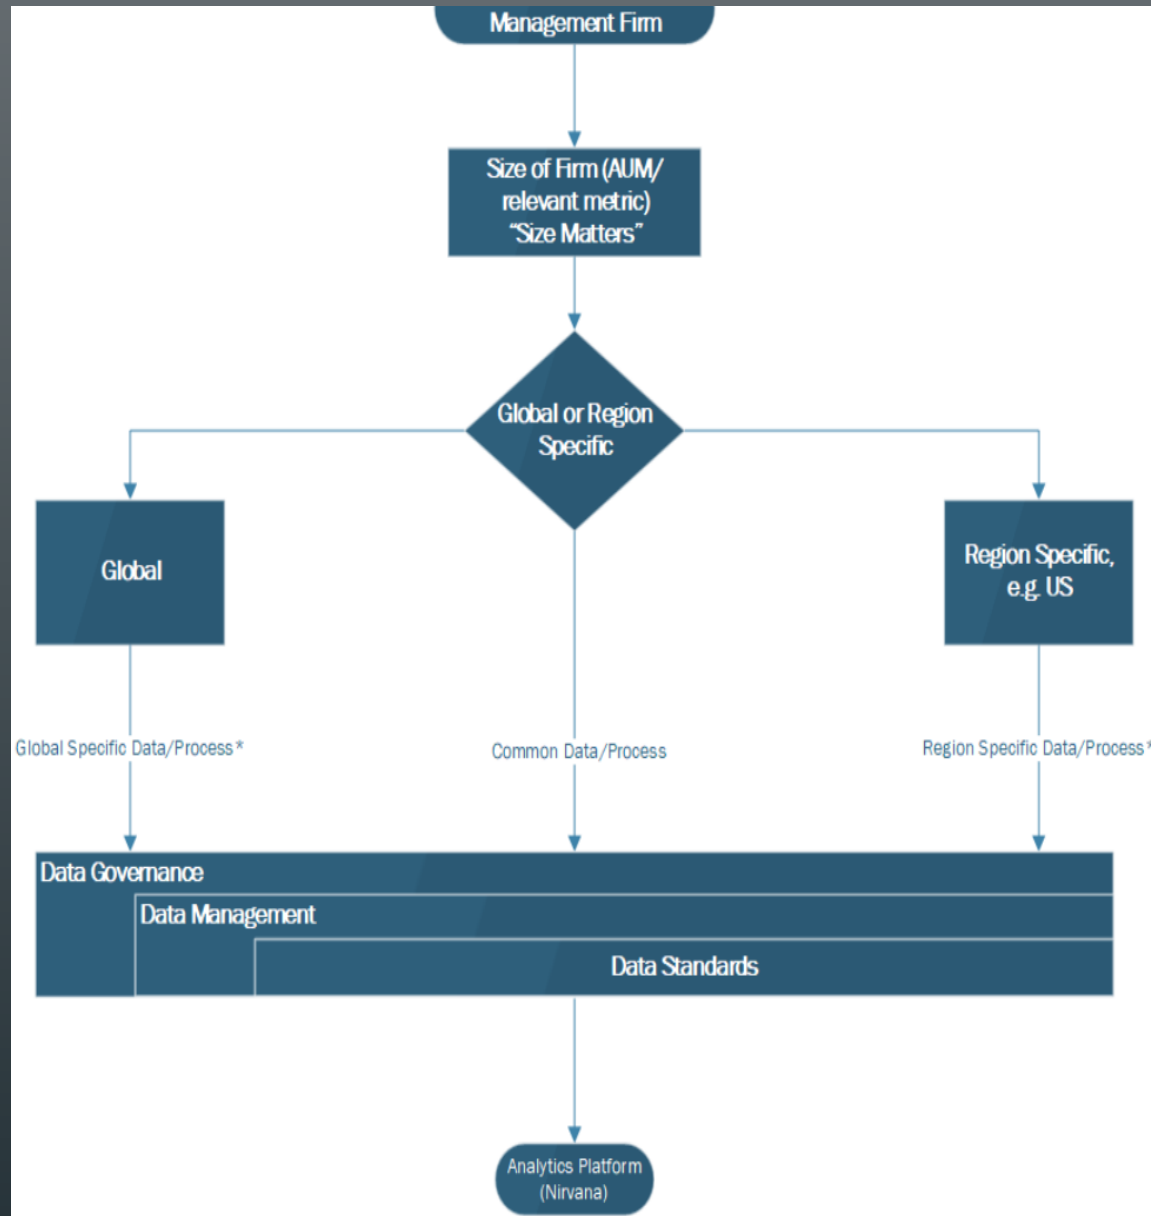 Management Firm
Size of Firm (AUM/
relevant metric)
“Size Matters”
Global or Region
Specific
Global
Region Specific,
e.g. US
Global Specific Data/Process*
Common Data/Process
Region Specific Data/Process*
Data Governance
Data Management
Data Standards
Analytics Platform
(Nirvana)